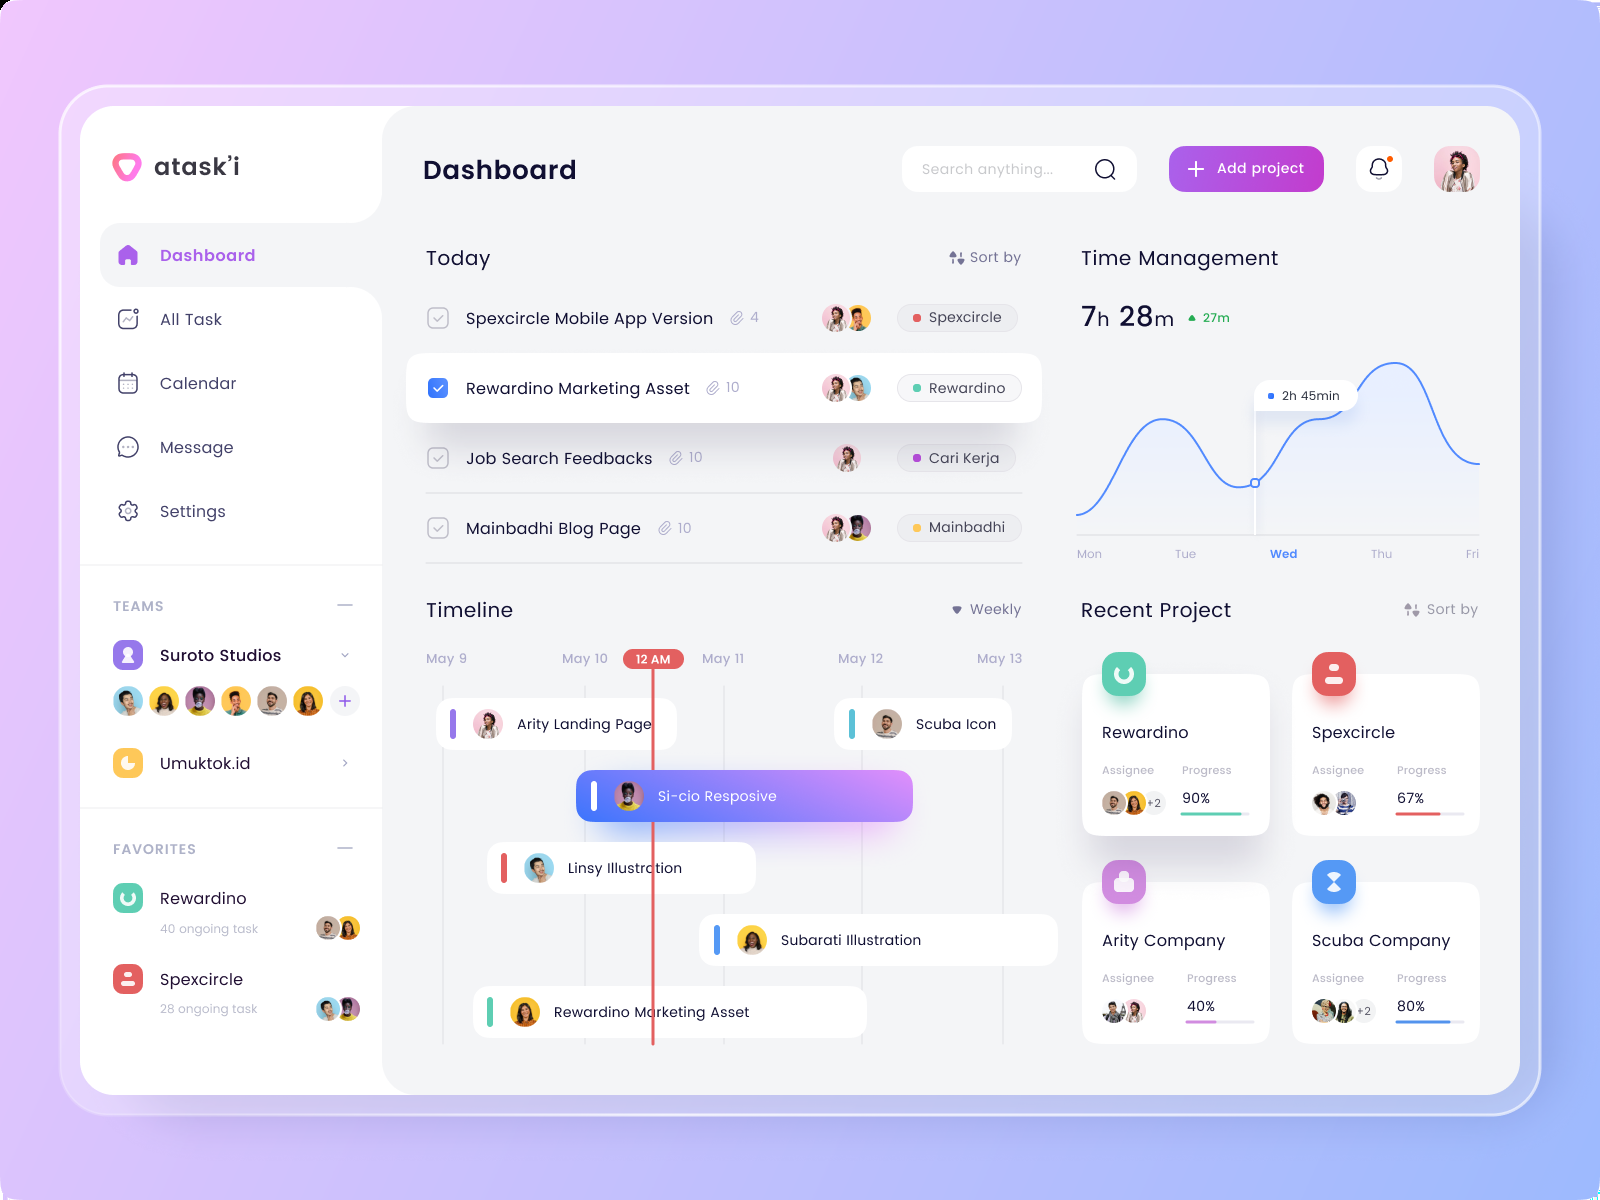 atask’i
Dashboard
All Task
Calendar
Message
Settings
TEAMS
Suroto Studios
Umuktok.id
FAVORITES
Rewardino
40 ongoing task
Spexcircle
28 ongoing task
Dashboard
Search anything...
Add project
Today
Sort by
Spexcircle Mobile App Version 4 Spexcircle
Rewardino Marketing Asset 10 Rewardino
Job Search Feedbacks 10 Cari Kerja
Mainbadhi Blog Page 10 Mainbadhi
Time Management
7h 28m 27m
2h 45min
Mon Tue Wed Thu Fri
Timeline
Weekly
May 9 May 10 12 AM May 11 May 12 May 13
Arity Landing Page Scuba Icon
Si-cio Resposive
Linsy Illustration
Subarati Illustration
Rewardino Marketing Asset
Recent Project
Sort by
Rewardino
Assignee Progress
+2 90%
Spexcircle
Assignee Progress
67%
Arity Company
Assignee Progress
40%
Scuba Company
Assignee Progress
+2 80%